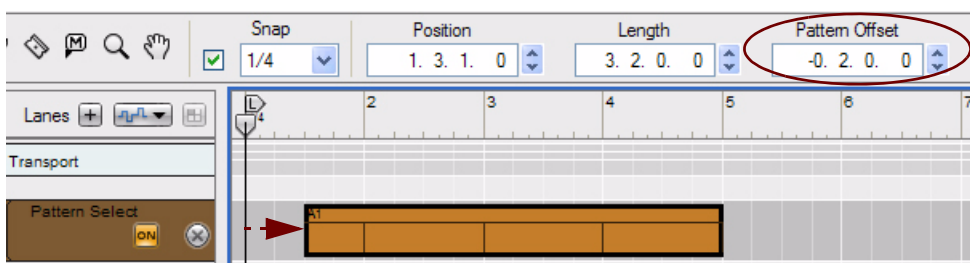 M
Snap
Position
Length
Pattern Offset
1/4
1. 3. 1. 0
3. 2. 0. 0
-0. 2. 0. 0
Lanes
L
2
3
4
5
6
7
4
Transport
Pattern Select
A1
ON